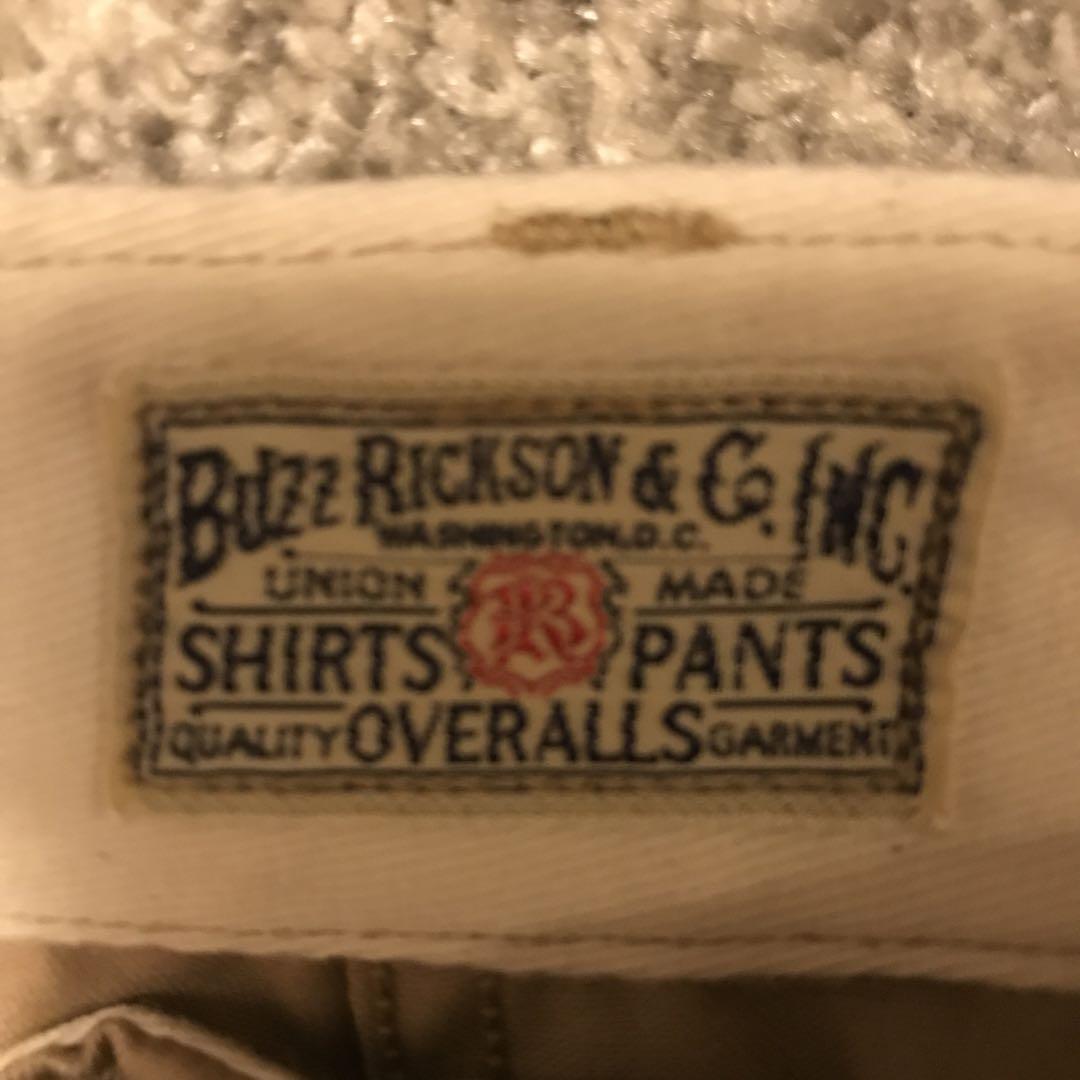 BUZZ RICKSON & Co. INC.
WASHINGTON, D.C.
UNION MADE
SHIRTS R PANTS
QUALITY OVERALLS GARMENT